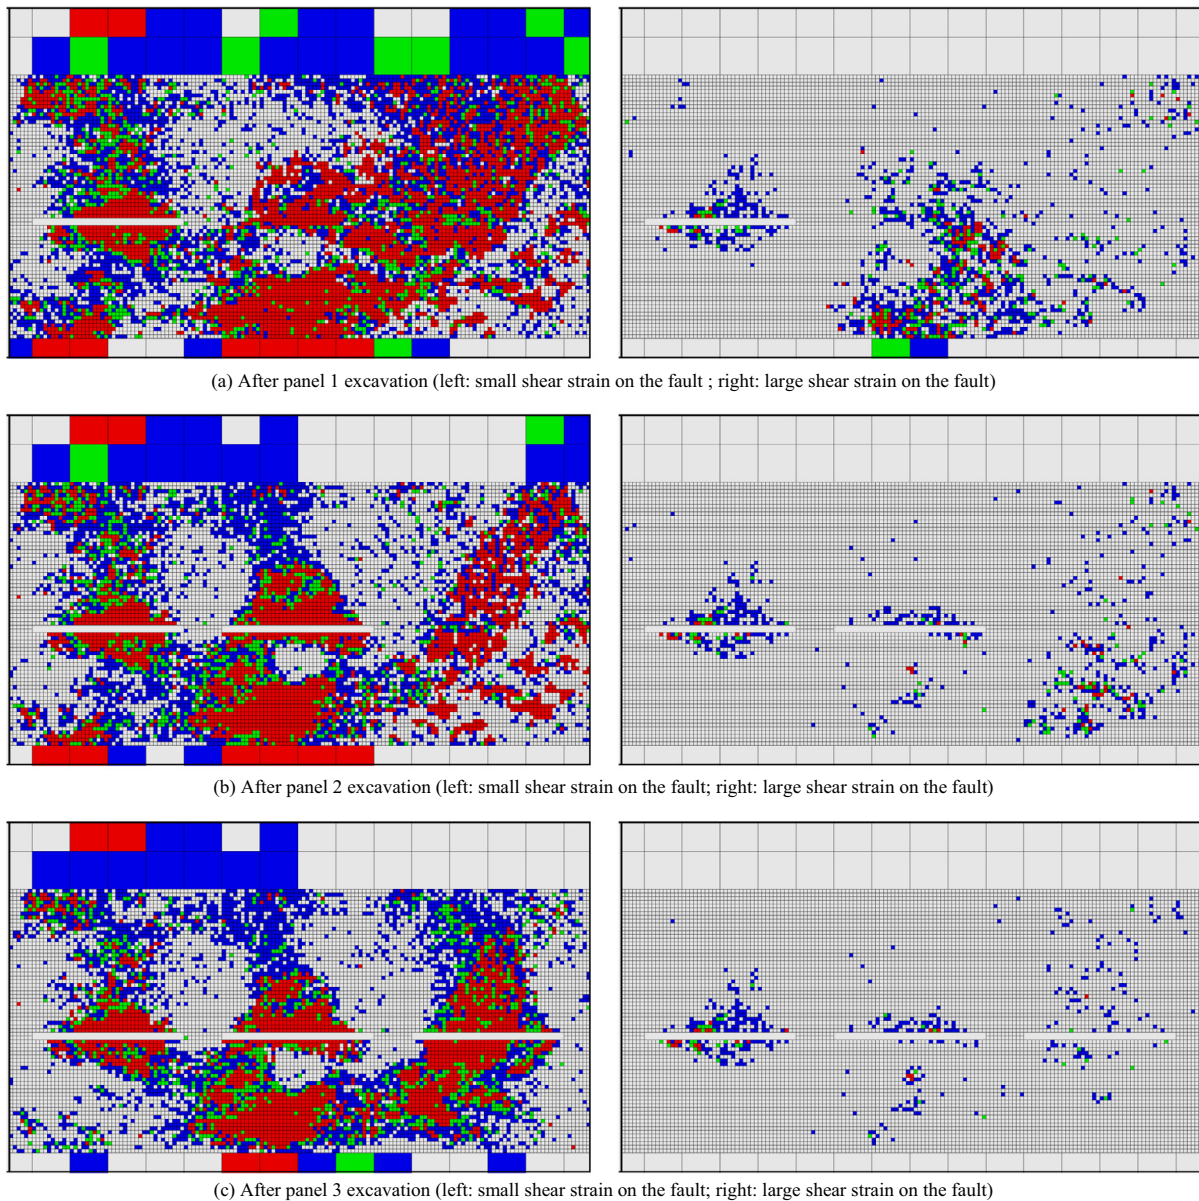 (a) After panel 1 excavation (left: small shear strain on the fault ; right: large shear strain on the fault)
(b) After panel 2 excavation (left: small shear strain on the fault; right: large shear strain on the fault)
(c) After panel 3 excavation (left: small shear strain on the fault; right: large shear strain on the fault)